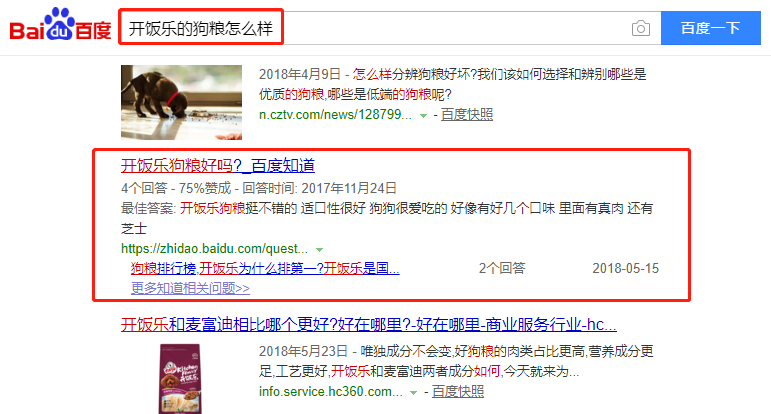 Bai du 百度
开饭乐的狗粮怎么样
百度一下
2018年4月9日 - 怎么样分辨狗粮好坏?我们该如何选择和辨别哪些是
优质的狗粮,哪些是低端的狗粮呢?
n.cztv.com/news/128799... - 百度快照
开饭乐狗粮好吗?_百度知道
4个回答 - 75%赞成 - 回答时间: 2017年11月24日
最佳答案: 开饭乐狗粮挺不错的 适口性很好 狗狗很爱吃的 好像有好几个口味 里面有真肉 还有
芝士
https://zhidao.baidu.com/quest...
狗粮排行榜,开饭乐为什么排第一?开饭乐是国... 2个回答 2018-05-15
更多知道相关问题>>
开饭乐和麦富迪相比哪个更好?好在哪里?-好在哪里-商业服务行业-hc...
2018年5月23日 - 唯独成分不会变,好狗粮的肉类占比更高,营养成分更
足,工艺更好,开饭乐和麦富迪两者成分如何,今天就来为...
info.service.hc360.com... - 百度快照